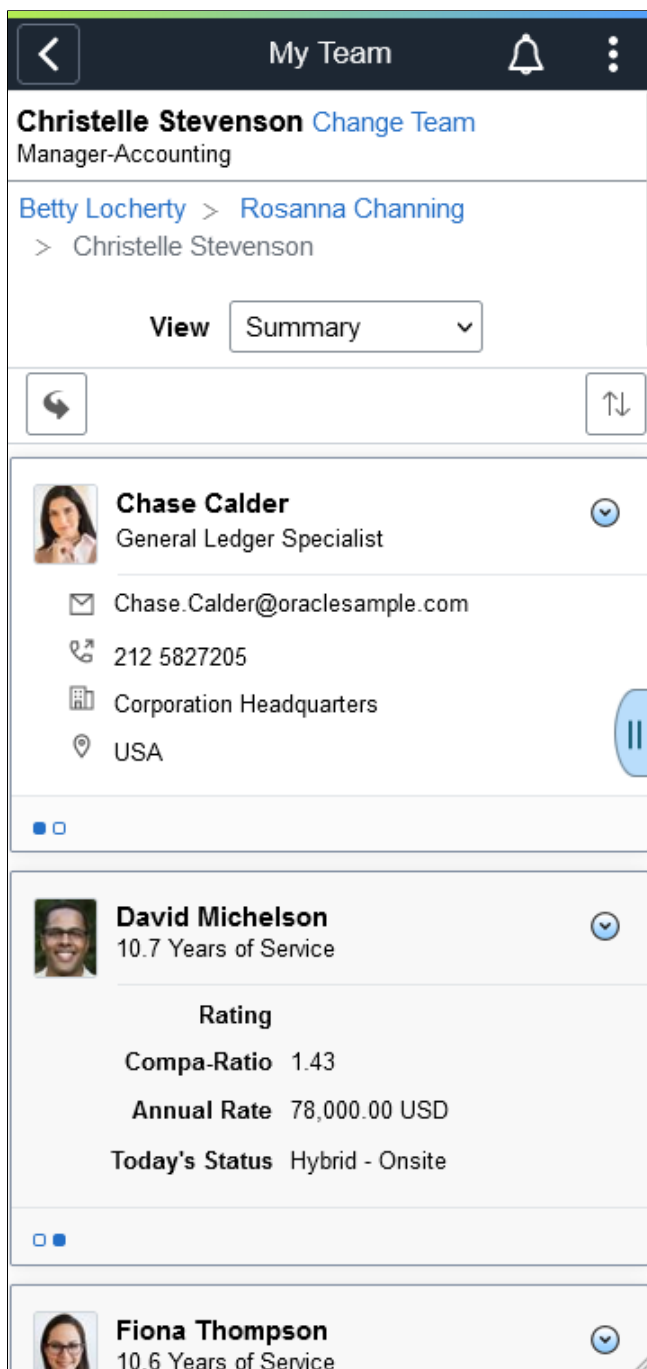 My Team
Christelle Stevenson Change Team
Manager-Accounting
Betty Locherty > Rosanna Channing
> Christelle Stevenson
View Summary
Chase Calder
General Ledger Specialist
Chase.Calder@oraclesample.com
212 5827205
Corporation Headquarters
USA
David Michelson
10.7 Years of Service
Rating
Compa-Ratio 1.43
Annual Rate 78,000.00 USD
Today's Status Hybrid - Onsite
Fiona Thompson
10.6 Years of Service